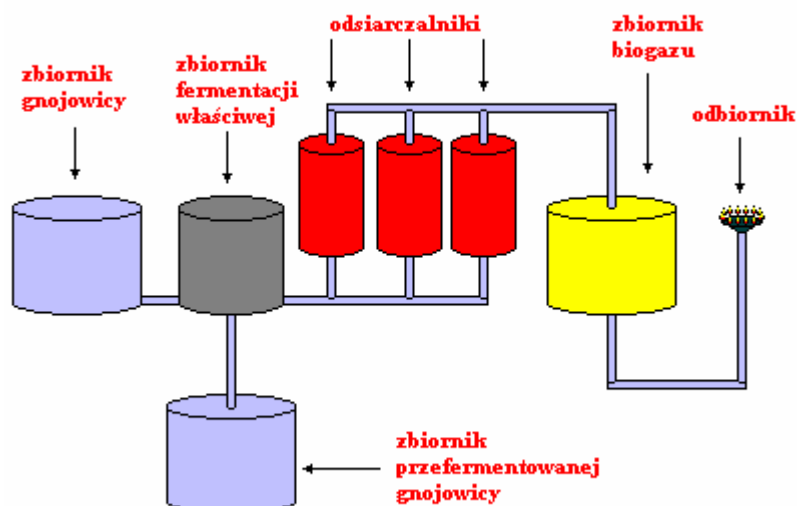 zbiornik
gnojowicy
zbiornik
fermentacji
właściwej
odsiarczalniki
zbiornik
biogazu
odbiornik
zbiornik
przefermentowanej
gnojowicy